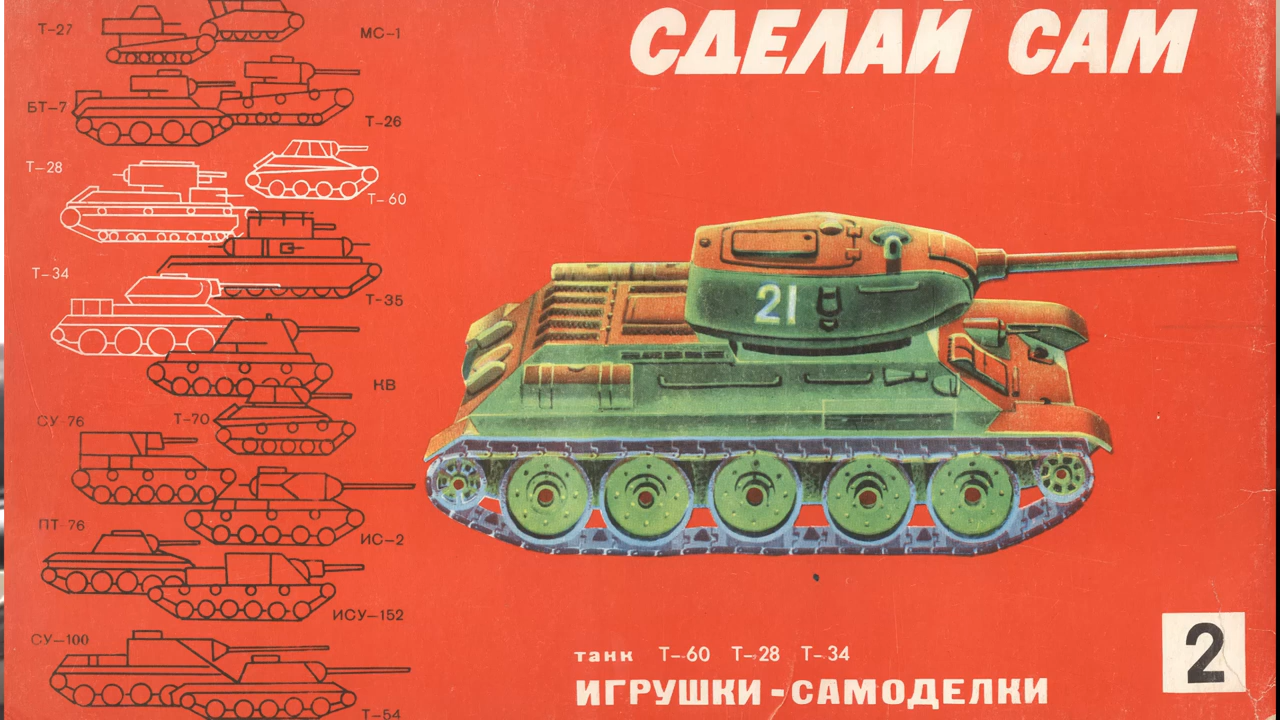 СДЕЛАЙ САМ
Т-27
МС-1
БТ-7
Т-26
Т-28
Т-60
Т-34
Т-35
КВ
Т-70
СУ-76
ИС-2
ПТ-76
ИСУ-152
СУ-100
Т-54
21
танк Т-60 Т-28 Т-34
ИГРУШКИ-САМОДЕЛКИ
2